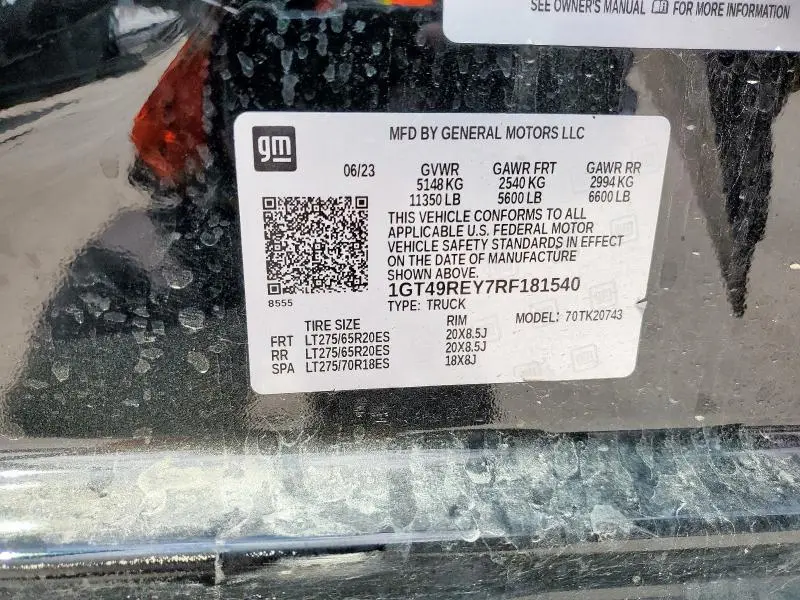 SEE OWNER'S MANUAL FOR MORE INFORMATION
gm
MFD BY GENERAL MOTORS LLC
06/23 GVWR GAWR FRT GAWR RR
5148 KG 2540 KG 2994 KG
11350 LB 5600 LB 6600 LB
THIS VEHICLE CONFORMS TO ALL
APPLICABLE U.S. FEDERAL MOTOR
VEHICLE SAFETY STANDARDS IN EFFECT
ON THE DATE OF MANUFACTURE
SHOWN ABOVE.
8555
1GT49REY7RF181540
TYPE: TRUCK
MODEL: 70TK20743
TIRE SIZE RIM
FRT LT275/65R20ES 20X8.5J
RR LT275/65R20ES 20X8.5J
SPA LT275/70R18ES 18X8J